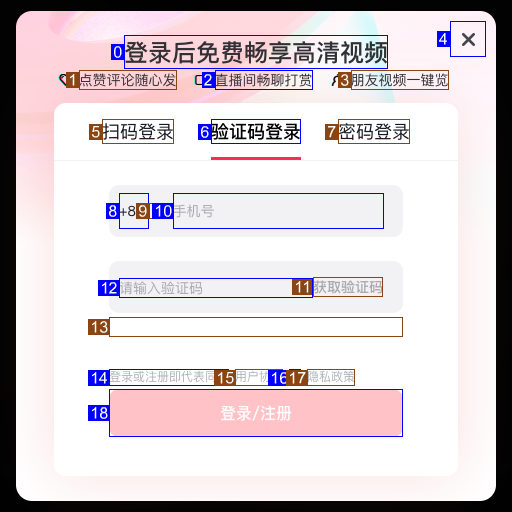 0 登录后免费畅享高清视频 4
1 点赞评论随心发 2 直播间畅聊打赏 3 朋友视频一键览
5 扫码登录 6 验证码登录 7 密码登录
8 +8 9 10 手机号
12 请输入验证码 11 获取验证码
13
14 登录或注册即代表同 15 用户协 16 17 隐私政策
18 登录/注册